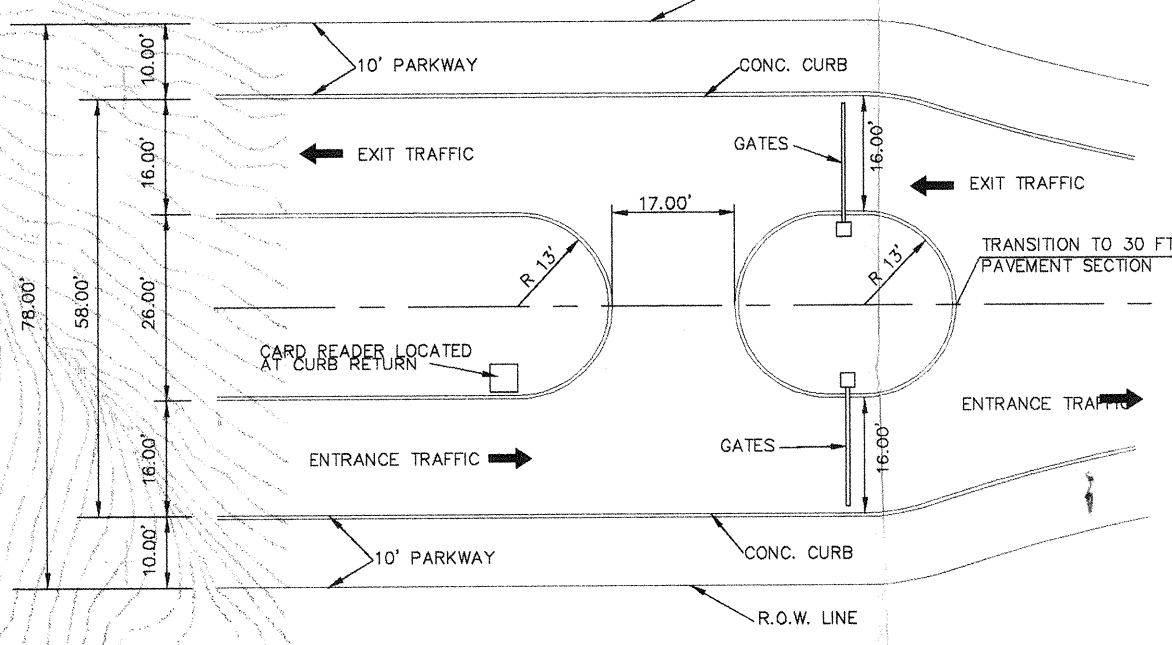 10' PARKWAY
CONC. CURB
10.00'
16.00'
EXIT TRAFFIC
GATES
16.00'
EXIT TRAFFIC
17.00'
R 13'
R 13'
TRANSITION TO 30 FT
PAVEMENT SECTION
78.00'
58.00'
26.00'
CARD READER LOCATED
AT CURB RETURN
ENTRANCE TRAFFIC
ENTRANCE TRAFFIC
GATES
16.00'
16.00'
10.00'
10' PARKWAY
CONC. CURB
R.O.W. LINE